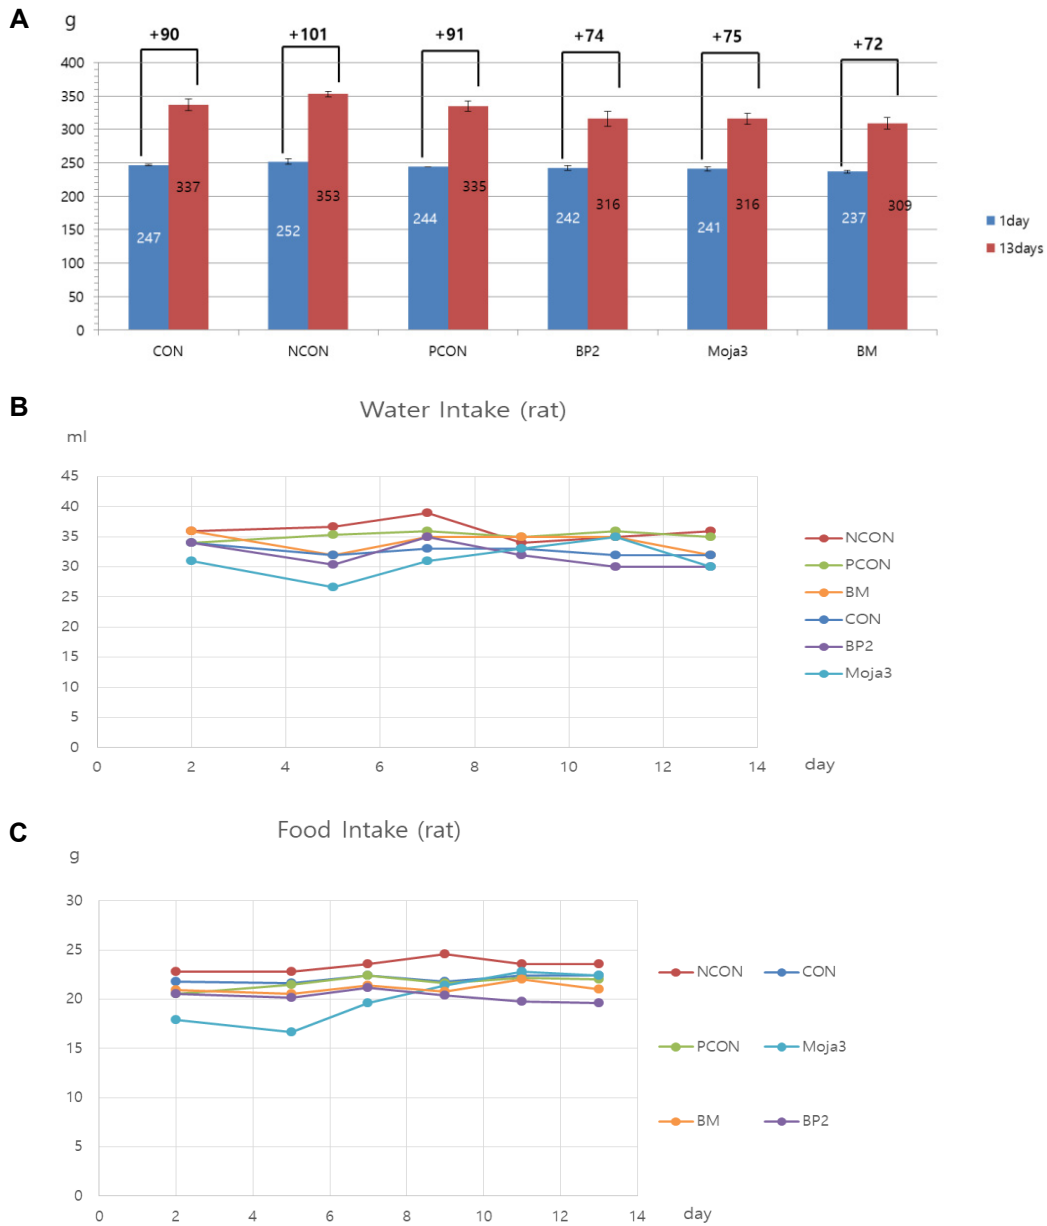 A
g
+90 +101 +91 +74 +75 +72
400
350
300
250
200
150
100
50
0
247 337 252 353 244 335 242 316 241 316 237 309
CON NCON PCON BP2 Moja3 BM
1day
13days
B
Water Intake (rat)
ml
45
40
35
30
25
20
15
10
5
0
0 2 4 6 8 10 12 14 day
NCON
PCON
BM
CON
BP2
Moja3
C
Food Intake (rat)
g
30
25
20
15
10
5
0
0 2 4 6 8 10 12 14 day
NCON CON
PCON Moja3
BM BP2